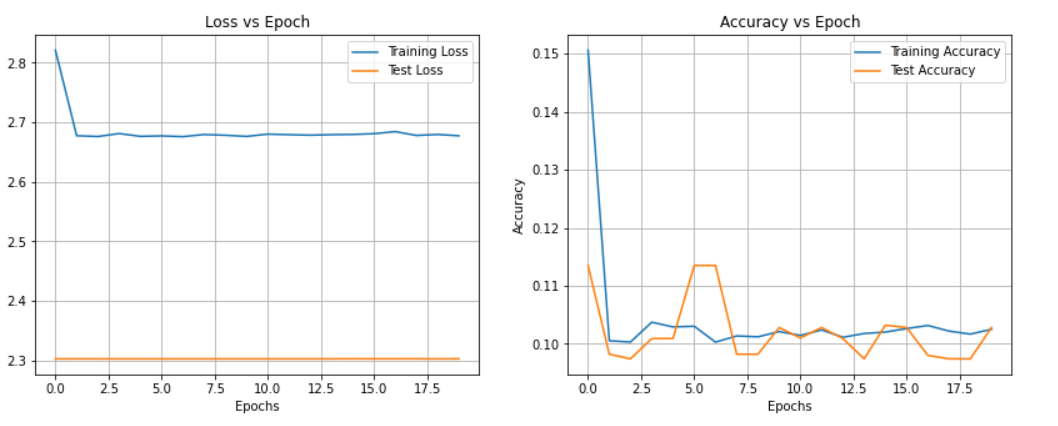 Loss vs Epoch
Training Loss
Test Loss
2.8
2.7
2.6
2.5
2.4
2.3
0.0 2.5 5.0 7.5 10.0 12.5 15.0 17.5
Epochs
Accuracy vs Epoch
Training Accuracy
Test Accuracy
Accuracy
0.15
0.14
0.13
0.12
0.11
0.10
0.0 2.5 5.0 7.5 10.0 12.5 15.0 17.5
Epochs